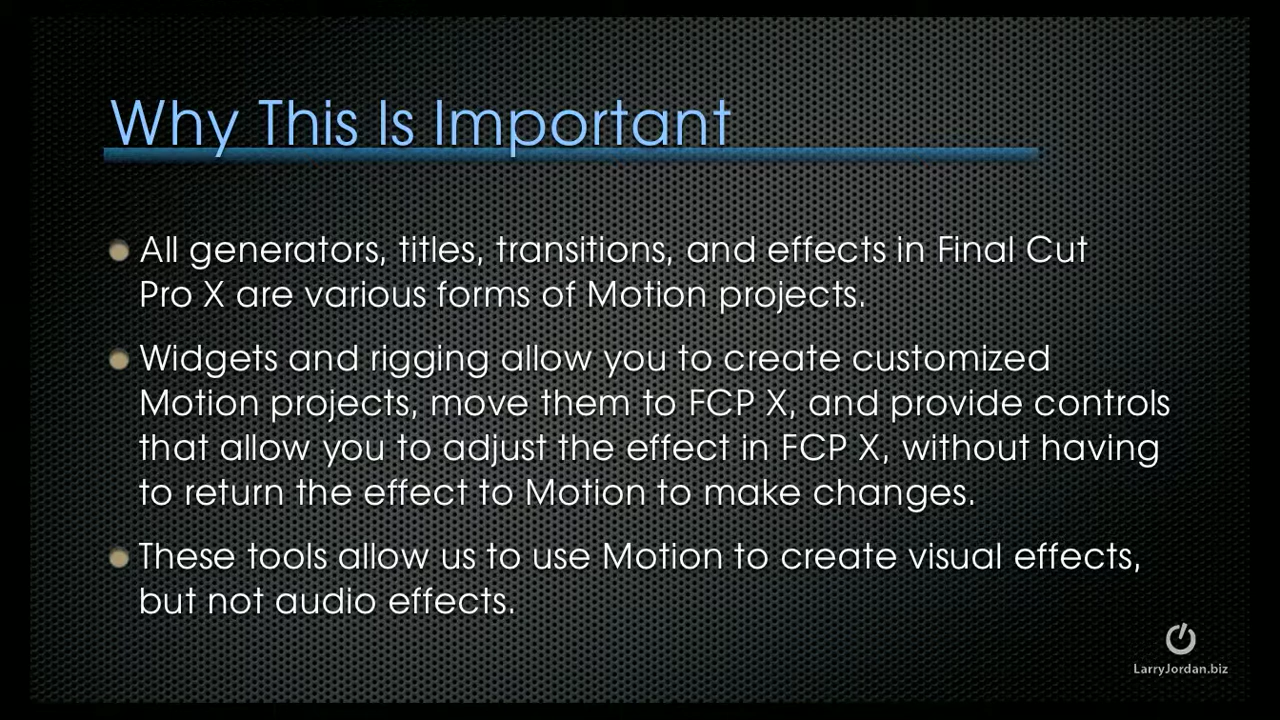 Why This Is Important
All generators, titles, transitions, and effects in Final Cut
Pro X are various forms of Motion projects.
Widgets and rigging allow you to create customized
Motion projects, move them to FCP X, and provide controls
that allow you to adjust the effect in FCP X, without having
to return the effect to Motion to make changes.
These tools allow us to use Motion to create visual effects,
but not audio effects.
LarryJordan.biz